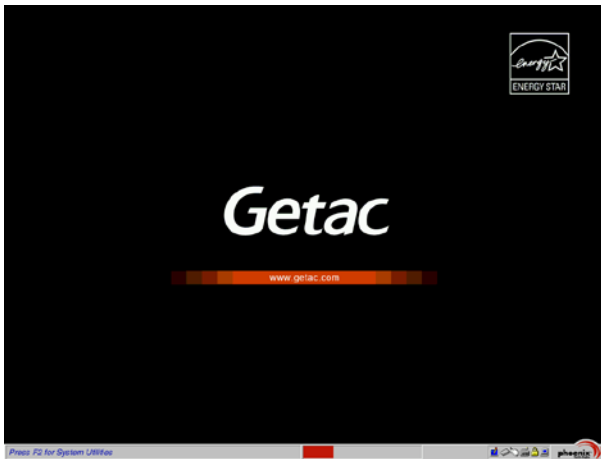 energy
ENERGY STAR
Getac
www.getac.com
Press F2 for System Utilities
phoenix